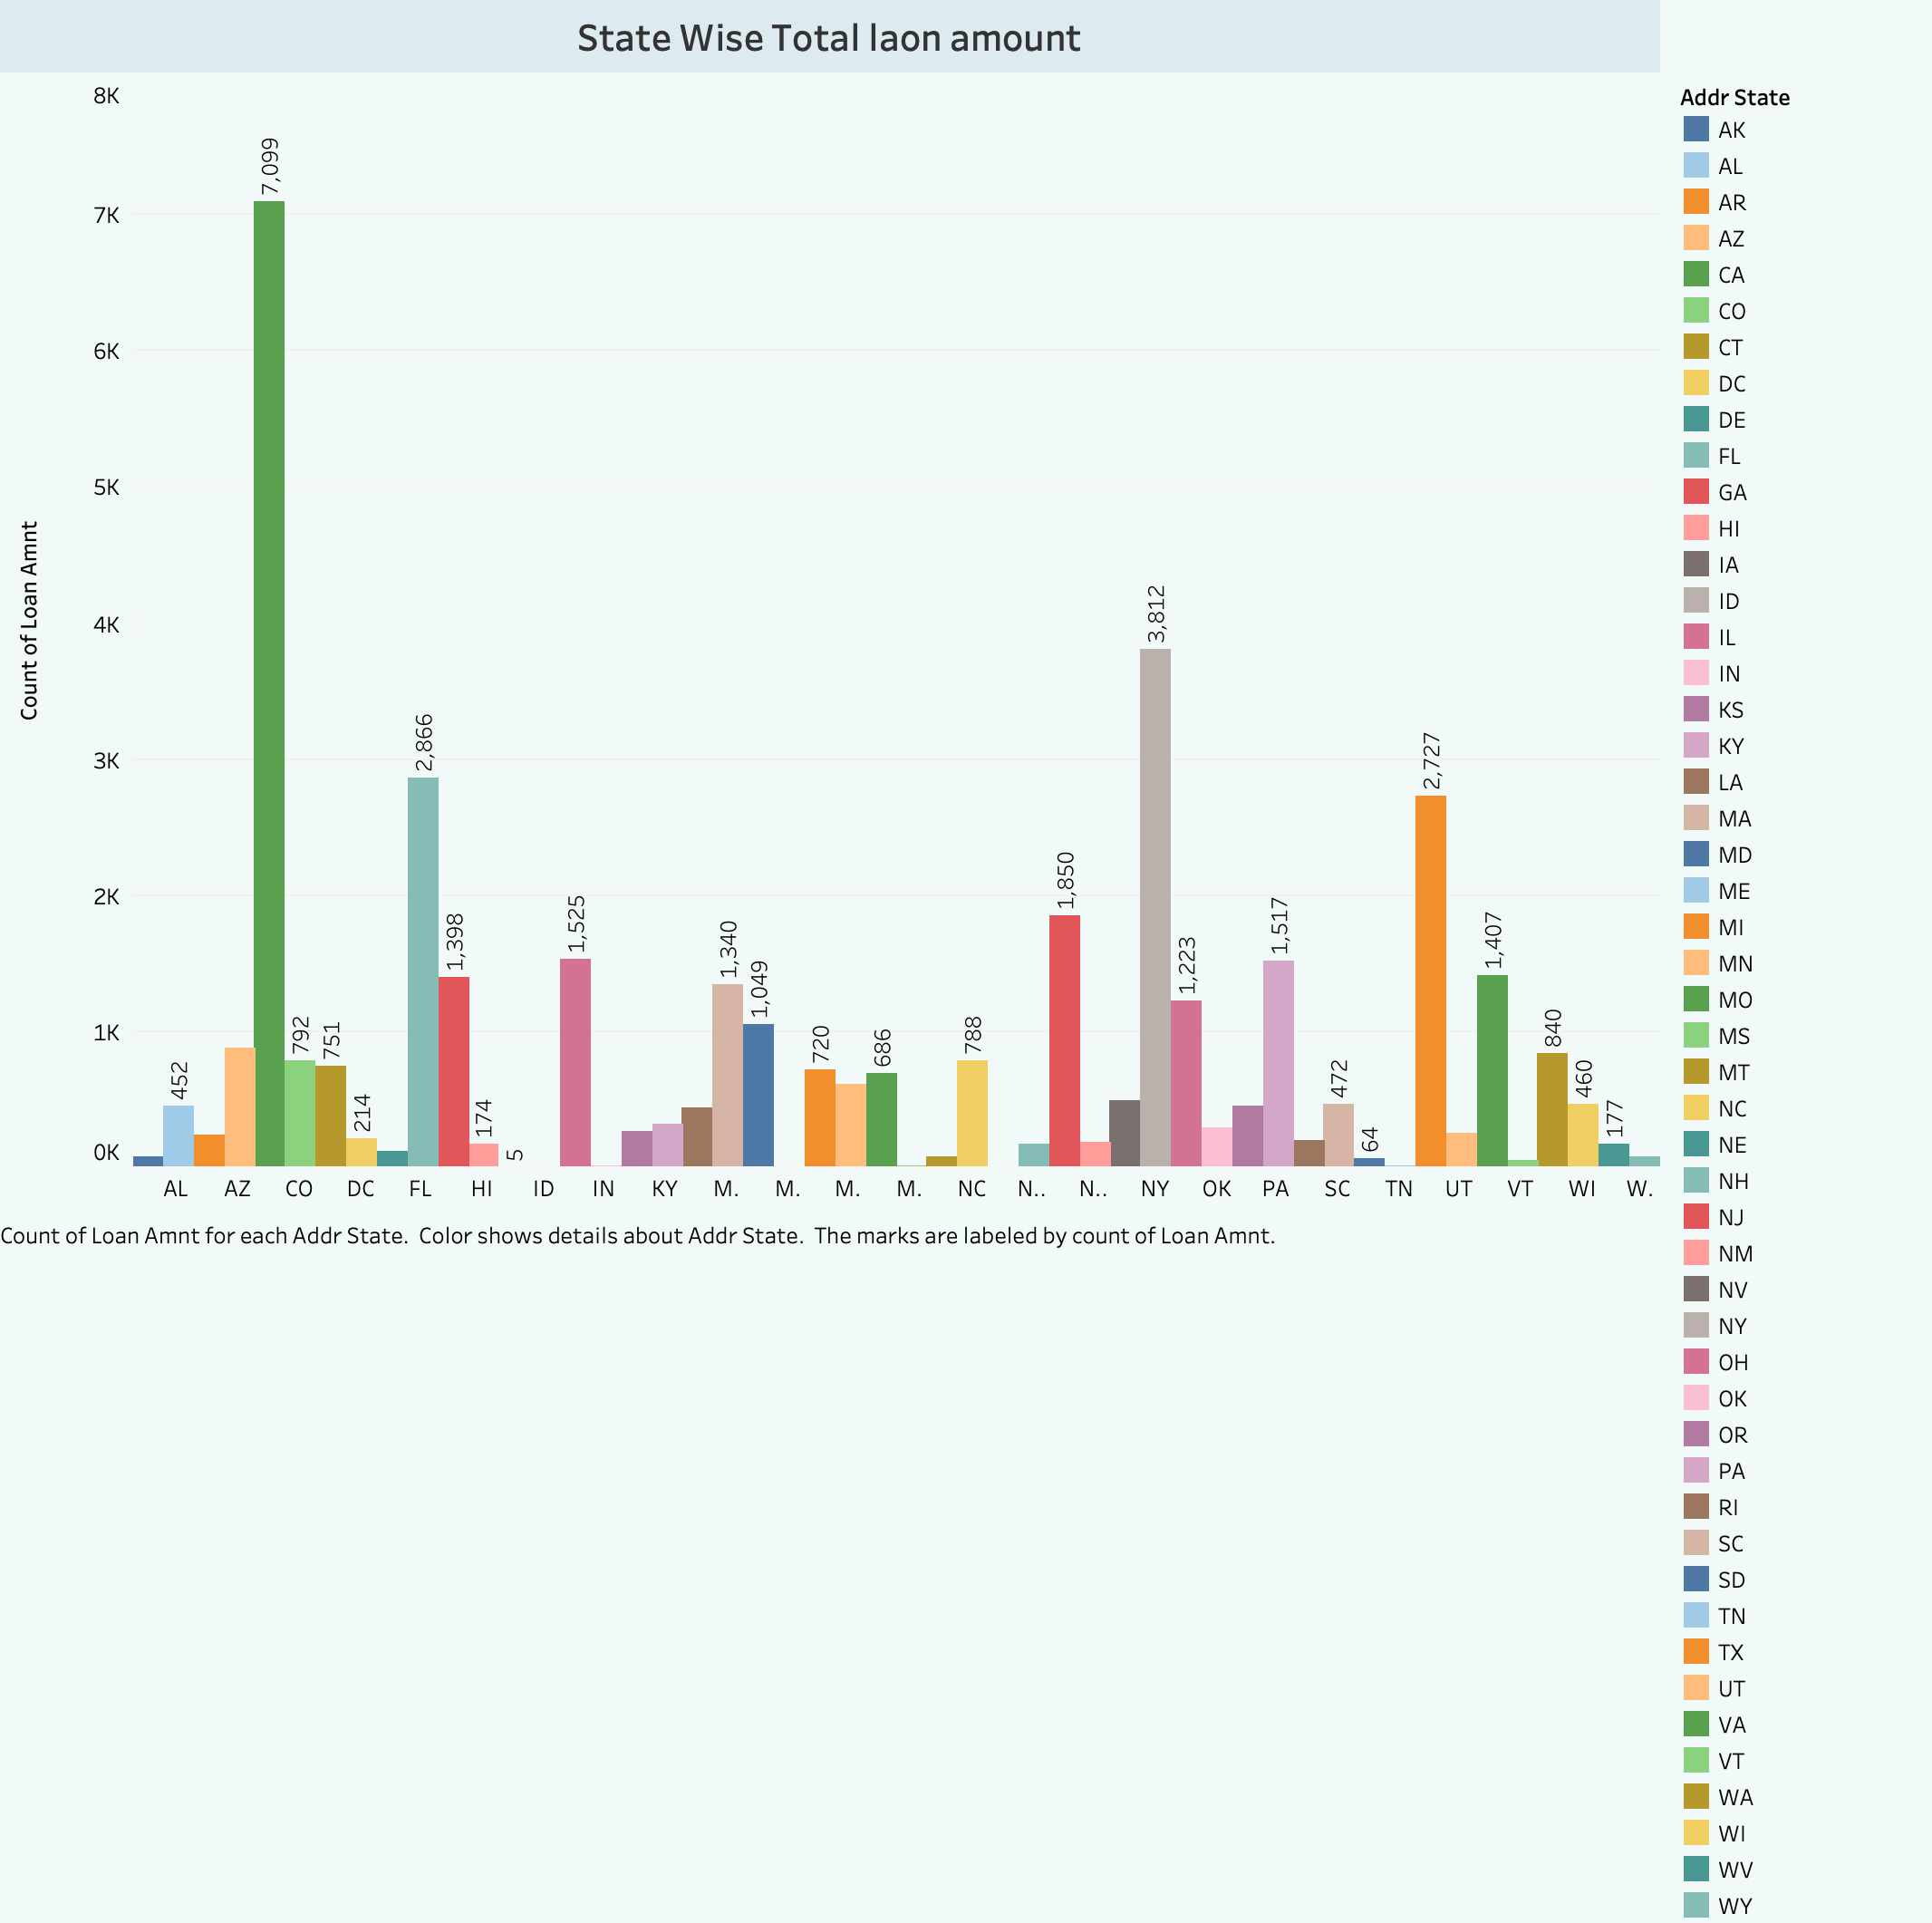 State Wise Total laon amount
Addr State
AK
AL
AR
AZ
CA
CO
CT
DC
DE
FL
GA
HI
IA
ID
IL
IN
KS
KY
LA
MA
MD
ME
MI
MN
MO
MS
MT
NC
NE
NH
NJ
NM
NV
NY
OH
OK
OR
PA
RI
SC
SD
TN
TX
UT
VA
VT
WA
WI
WV
WY
Count of Loan Amnt
8K
7K
6K
5K
4K
3K
2K
1K
0K
452
7,099
792
751
214
2,866
1,398
174
5
1,525
1,340
1,049
720
686
788
1,850
3,812
1,223
1,517
472
64
2,727
1,407
840
460
177
AL AZ CO DC FL HI ID IN KY M. M. M. M. NC N.. N.. NY OK PA SC TN UT VT WI W.
Count of Loan Amnt for each Addr State. Color shows details about Addr State. The marks are labeled by count of Loan Amnt.